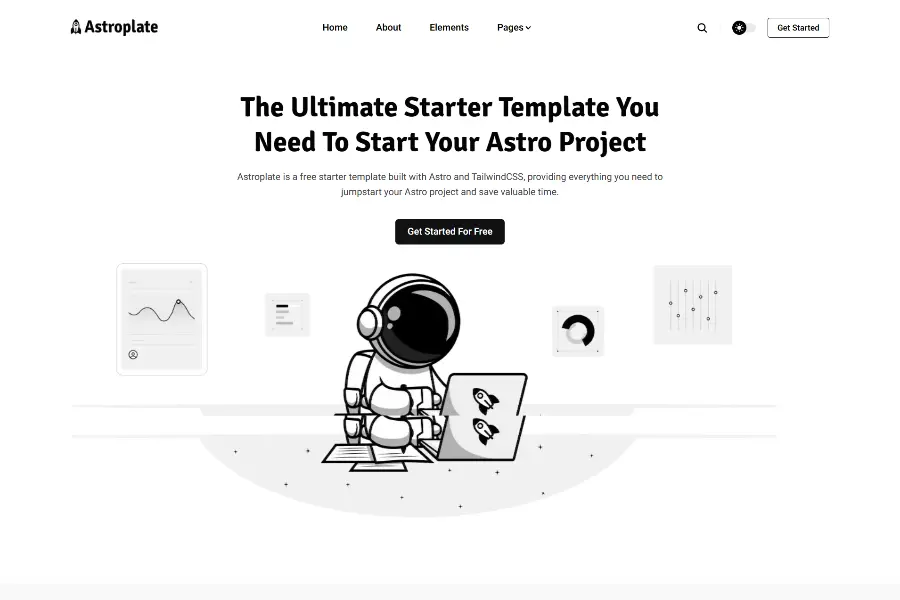 Astroplate
Home
About
Elements
Pages
Get Started
The Ultimate Starter Template You
Need To Start Your Astro Project
Astroplate is a free starter template built with Astro and TailwindCSS, providing everything you need to
jumpstart your Astro project and save valuable time.
Get Started For Free